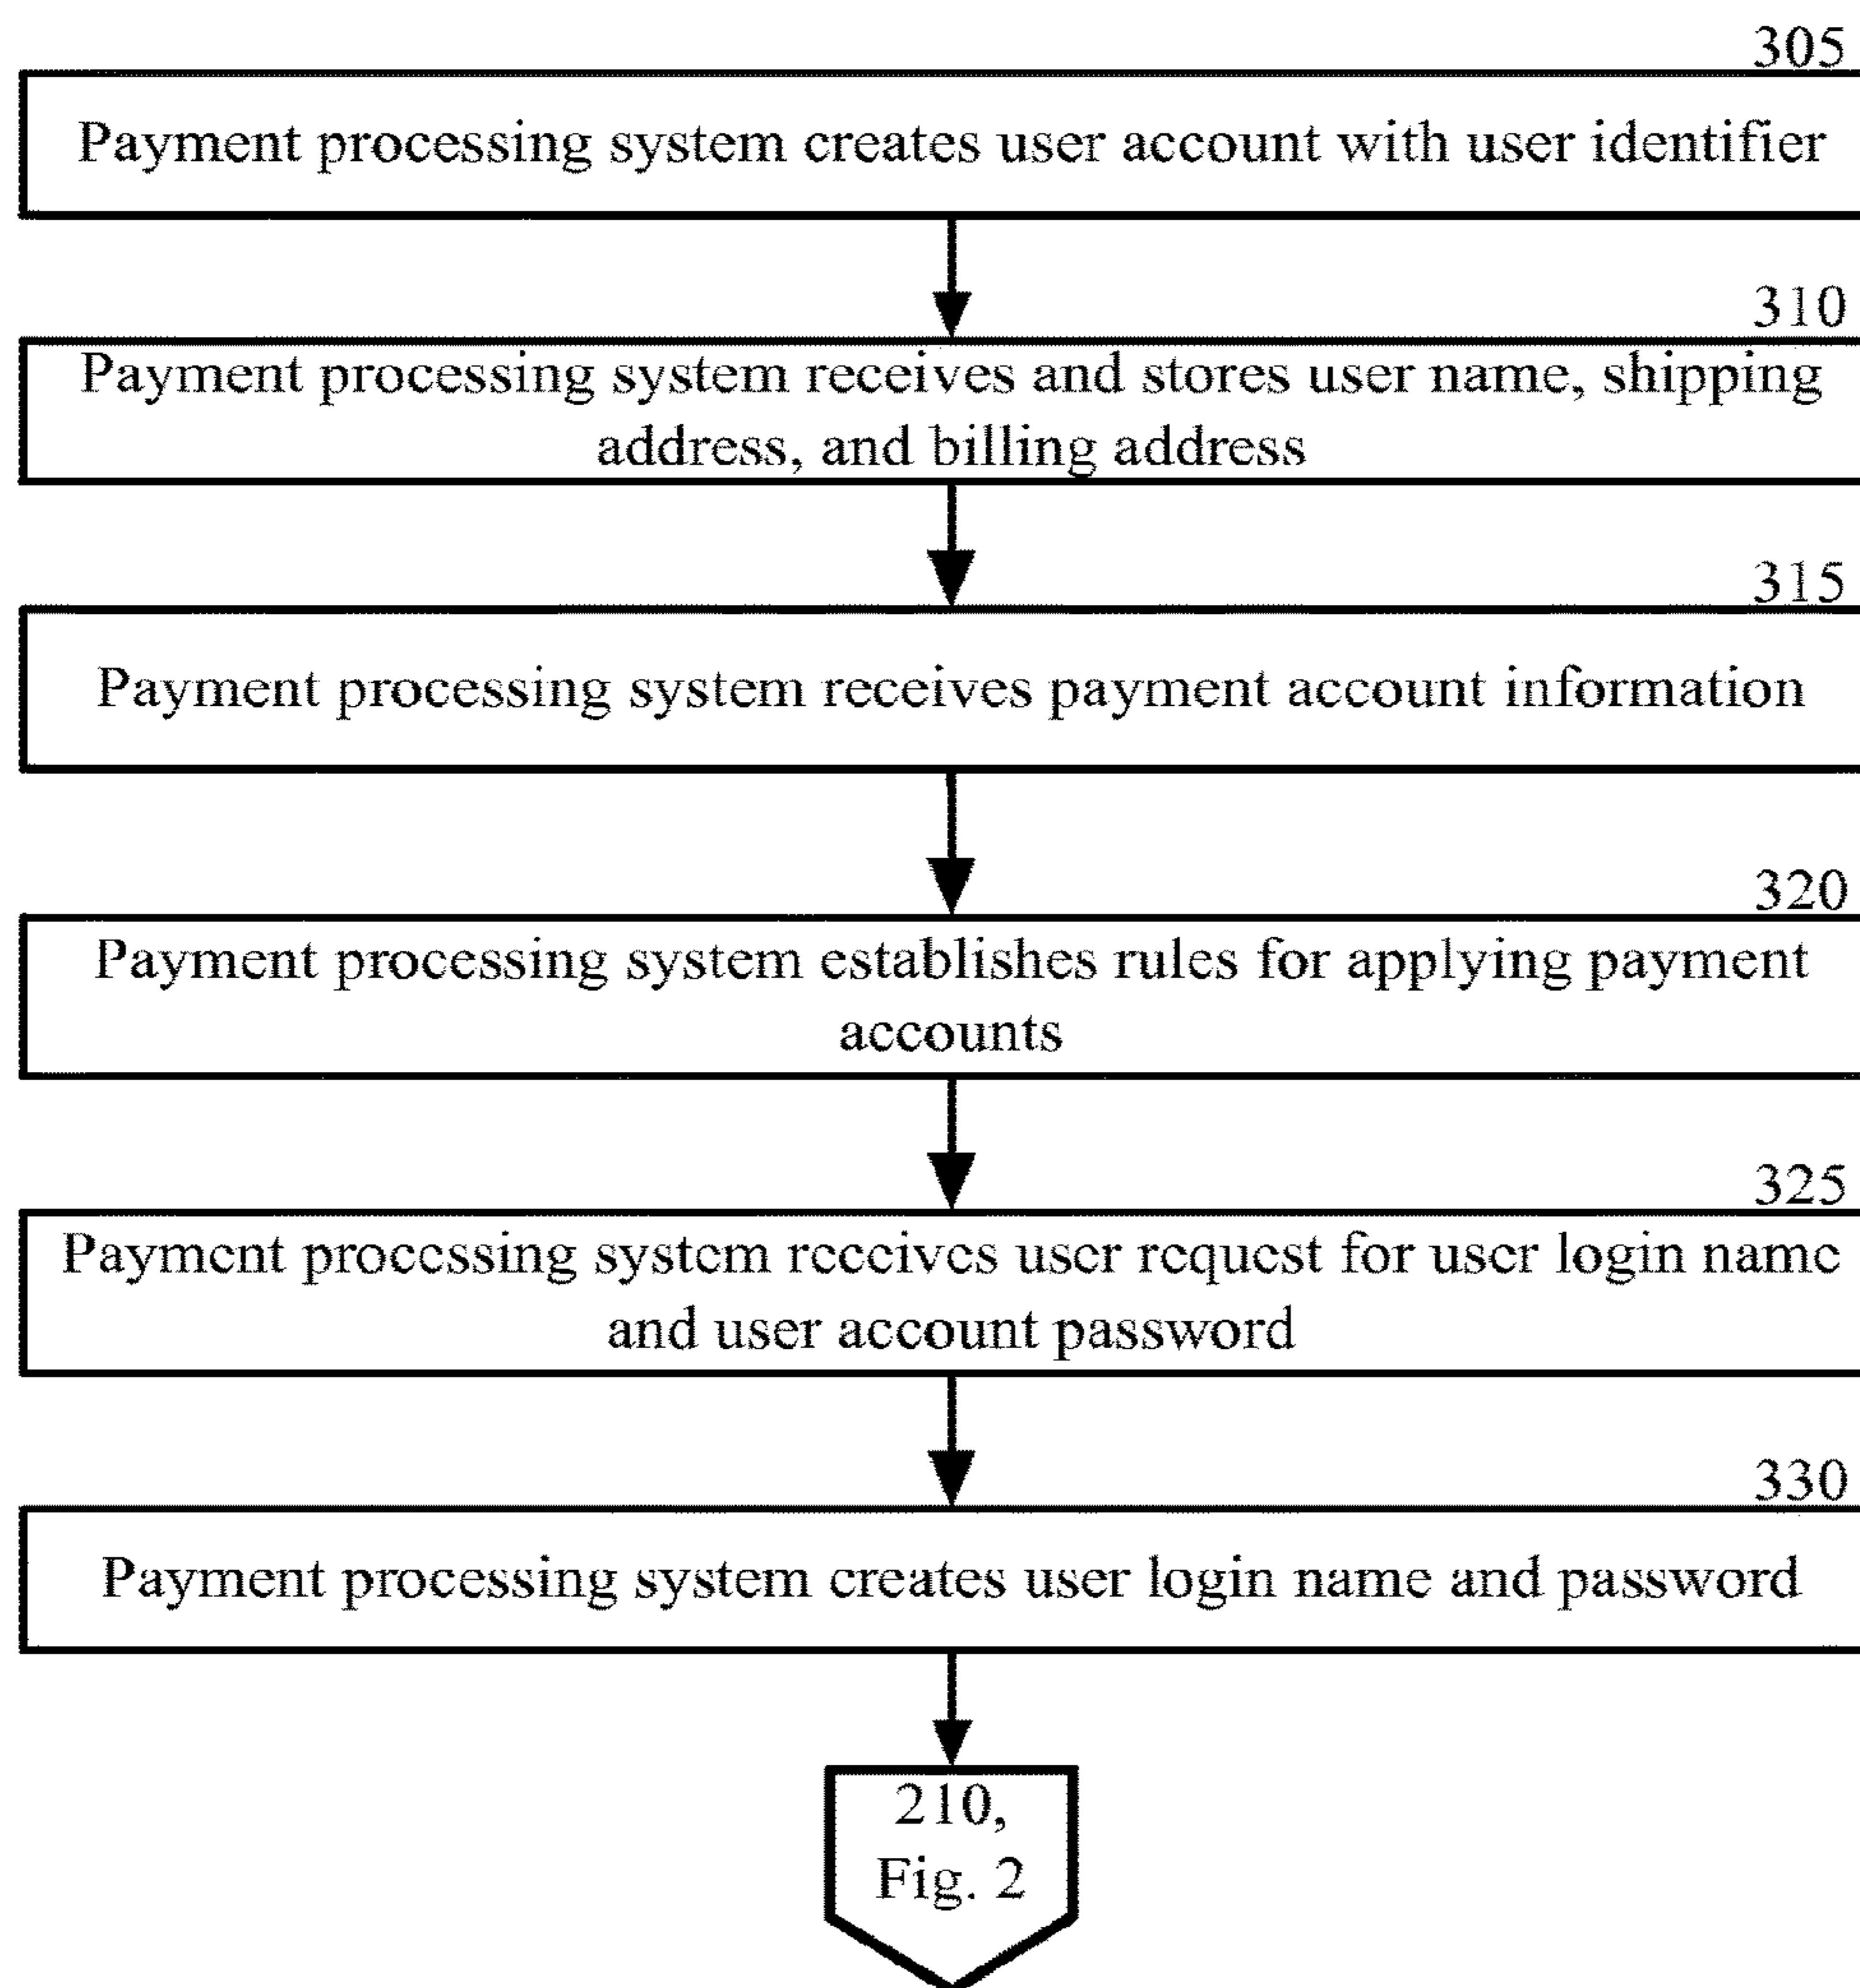 305
Payment processing system creates user account with user identifier
310
Payment processing system receives and stores user name, shipping
address, and billing address
315
Payment processing system receives payment account information
320
Payment processing system establishes rules for applying payment
accounts
325
Payment processing system receives user request for user login name
and user account password
330
Payment processing system creates user login name and password
210,
Fig. 2